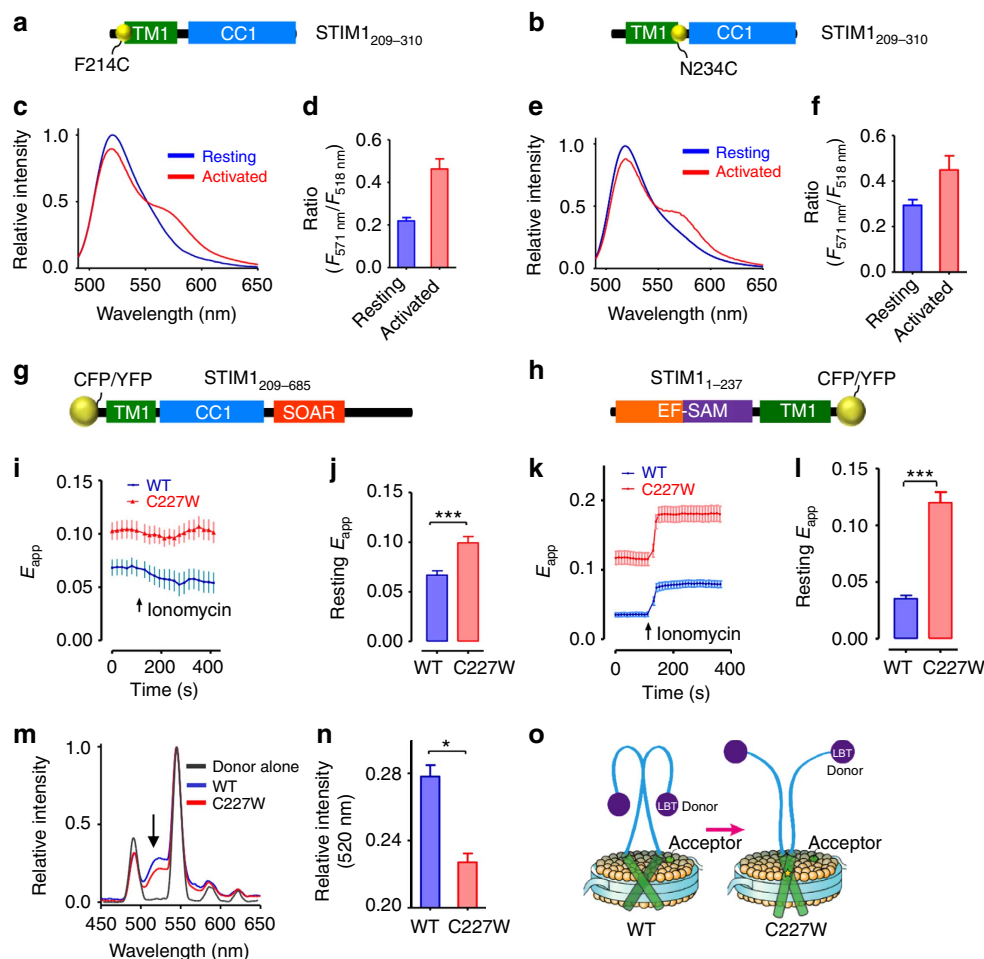 a
TM1
CC1
STIM1209–310
F214C
b
TM1
CC1
STIM1209–310
N234C
c
Relative intensity
1.0
0.5
0.0
Resting
Activated
500
550
600
650
Wavelength (nm)
d
Ratio
(F571 nm/F518 nm)
0.6
0.4
0.2
0.0
Resting
Activated
e
Relative intensity
1.0
0.5
0.0
Resting
Activated
500
550
600
650
Wavelength (nm)
f
Ratio
(F571 nm/F518 nm)
0.6
0.4
0.2
0.0
Resting
Activated
g
CFP/YFP
STIM1209–685
TM1
CC1
SOAR
h
STIM11–237
CFP/YFP
EF-SAM
TM1
i
WT
C227W
Eapp
0.15
0.10
0.05
0.00
Ionomycin
0
200
400
Time (s)
j
Resting Eapp
0.15
0.10
0.05
0.00
***
WT
C227W
k
WT
C227W
Eapp
0.2
0.1
0.0
Ionomycin
0
200
400
Time (s)
l
Resting Eapp
0.15
0.10
0.05
0.00
***
WT
C227W
m
Relative intensity
1.0
0.5
0.0
Donor alone
WT
C227W
450
500
550
600
650
Wavelength (nm)
n
Relative intensity
(520 nm)
0.28
0.24
0.20
*
WT
C227W
o
LBT
Donor
Acceptor
WT
LBT
Donor
Acceptor
C227W